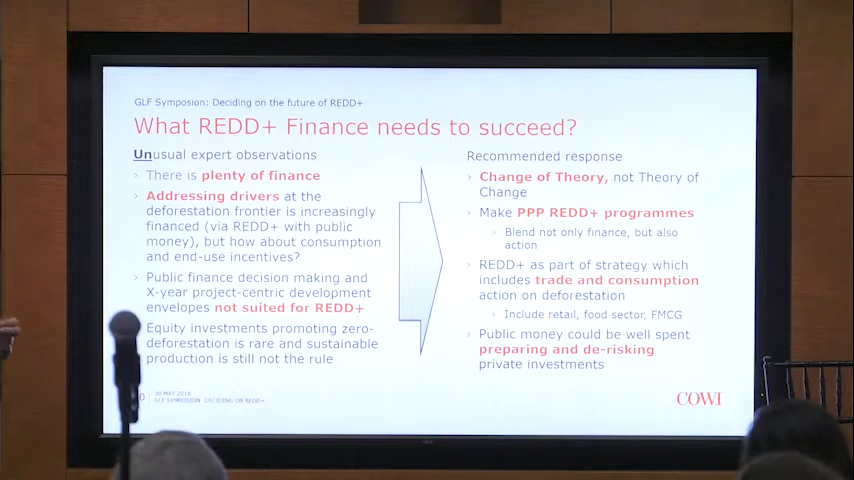 GLF Symposion: Deciding on the future of REDD+
What REDD+ Finance needs to succeed?
Unusual expert observations
› There is plenty of finance
› Addressing drivers at the
deforestation frontier is increasingly
financed (via REDD+ with public
money), but how about consumption
and end-use incentives?
› Public finance decision making and
X-year project-centric development
envelopes not suited for REDD+
Equity investments promoting zero-
deforestation is rare and sustainable
production is still not the rule
Recommended response
› Change of Theory, not Theory of
Change
› Make PPP REDD+ programmes
› Blend not only finance, but also
action
› REDD+ as part of strategy which
includes trade and consumption
action on deforestation
› Include retail, food sector, FMCG
› Public money could be well spent
preparing and de-risking
private investments
0
30 MAY 2018
GLF SYMPOSION: DECIDING ON REDD+
COWI